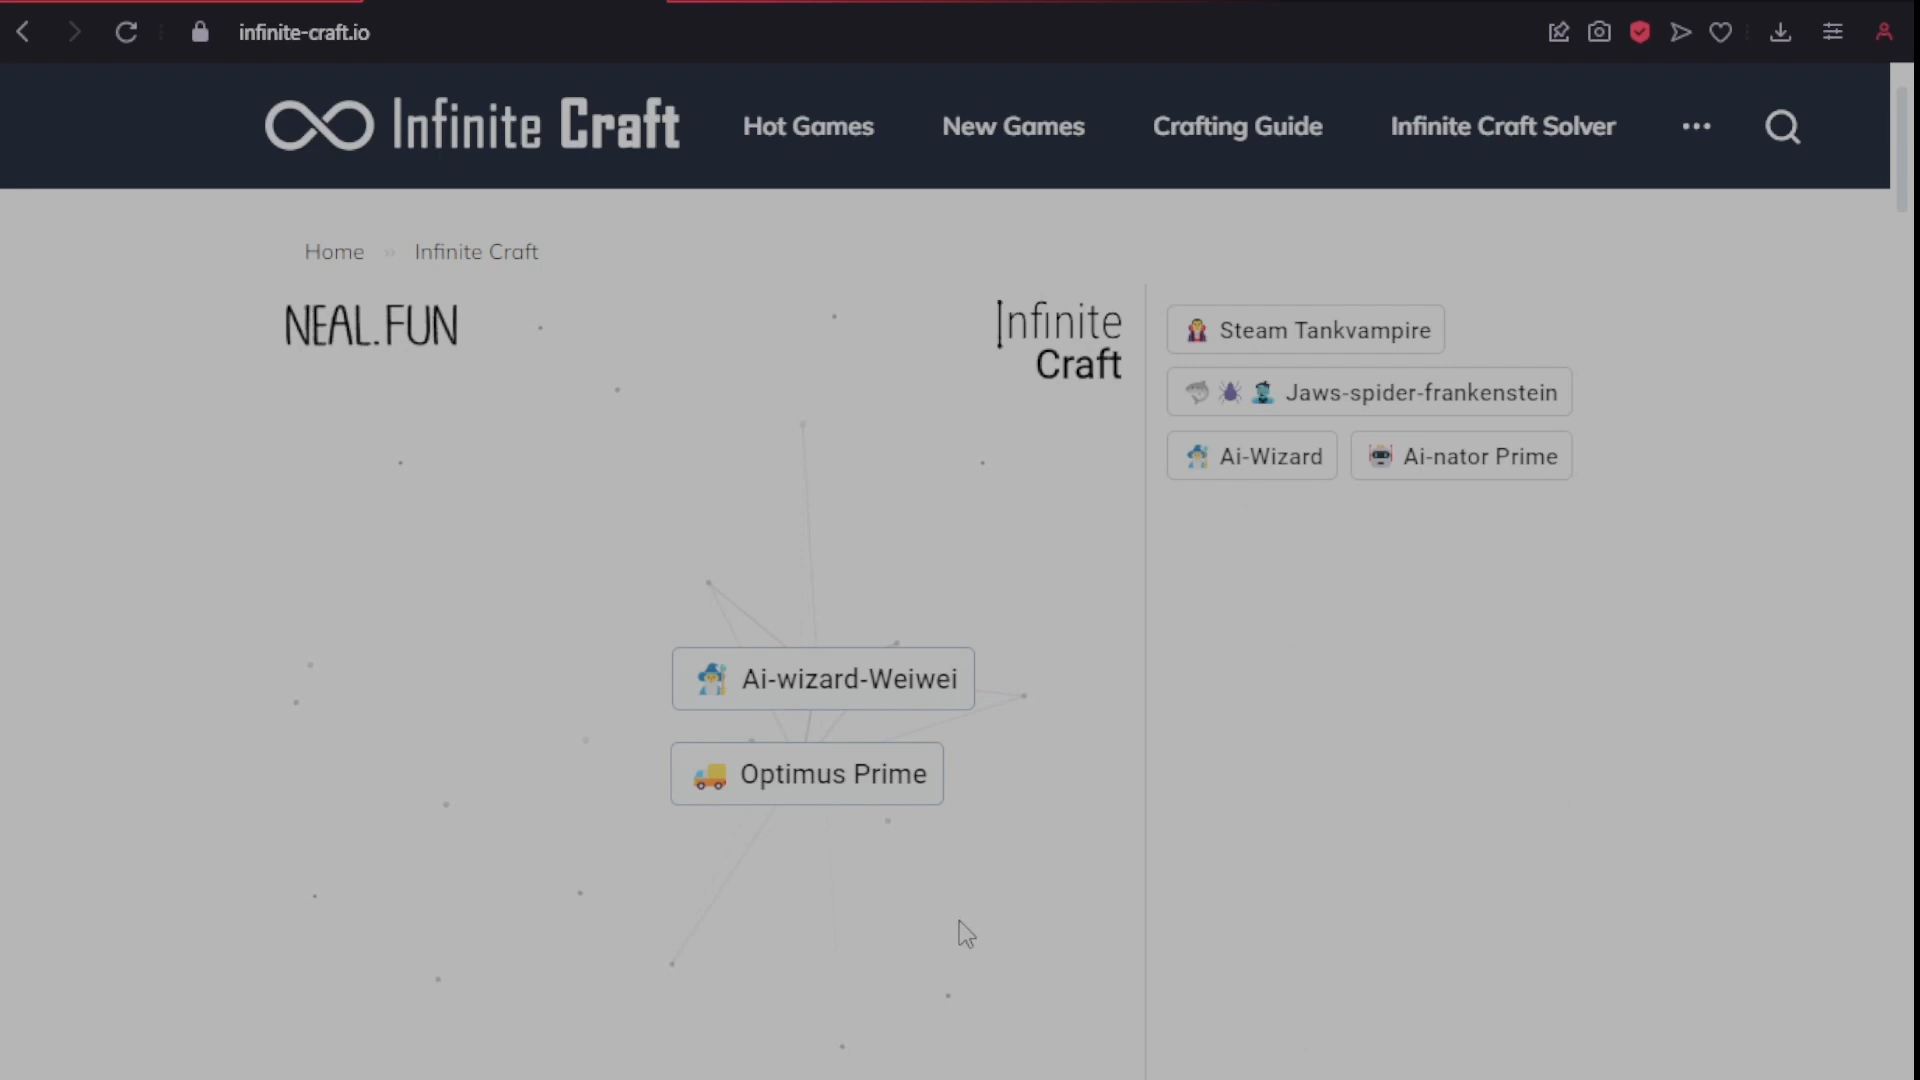 infinite-craft.io
Infinite Craft
Hot Games
New Games
Crafting Guide
Infinite Craft Solver
Home » Infinite Craft
NEAL.FUN
Infinite
Craft
Steam Tankvampire
Jaws-spider-frankenstein
Ai-Wizard
Ai-nator Prime
Ai-wizard-Weiwei
Optimus Prime